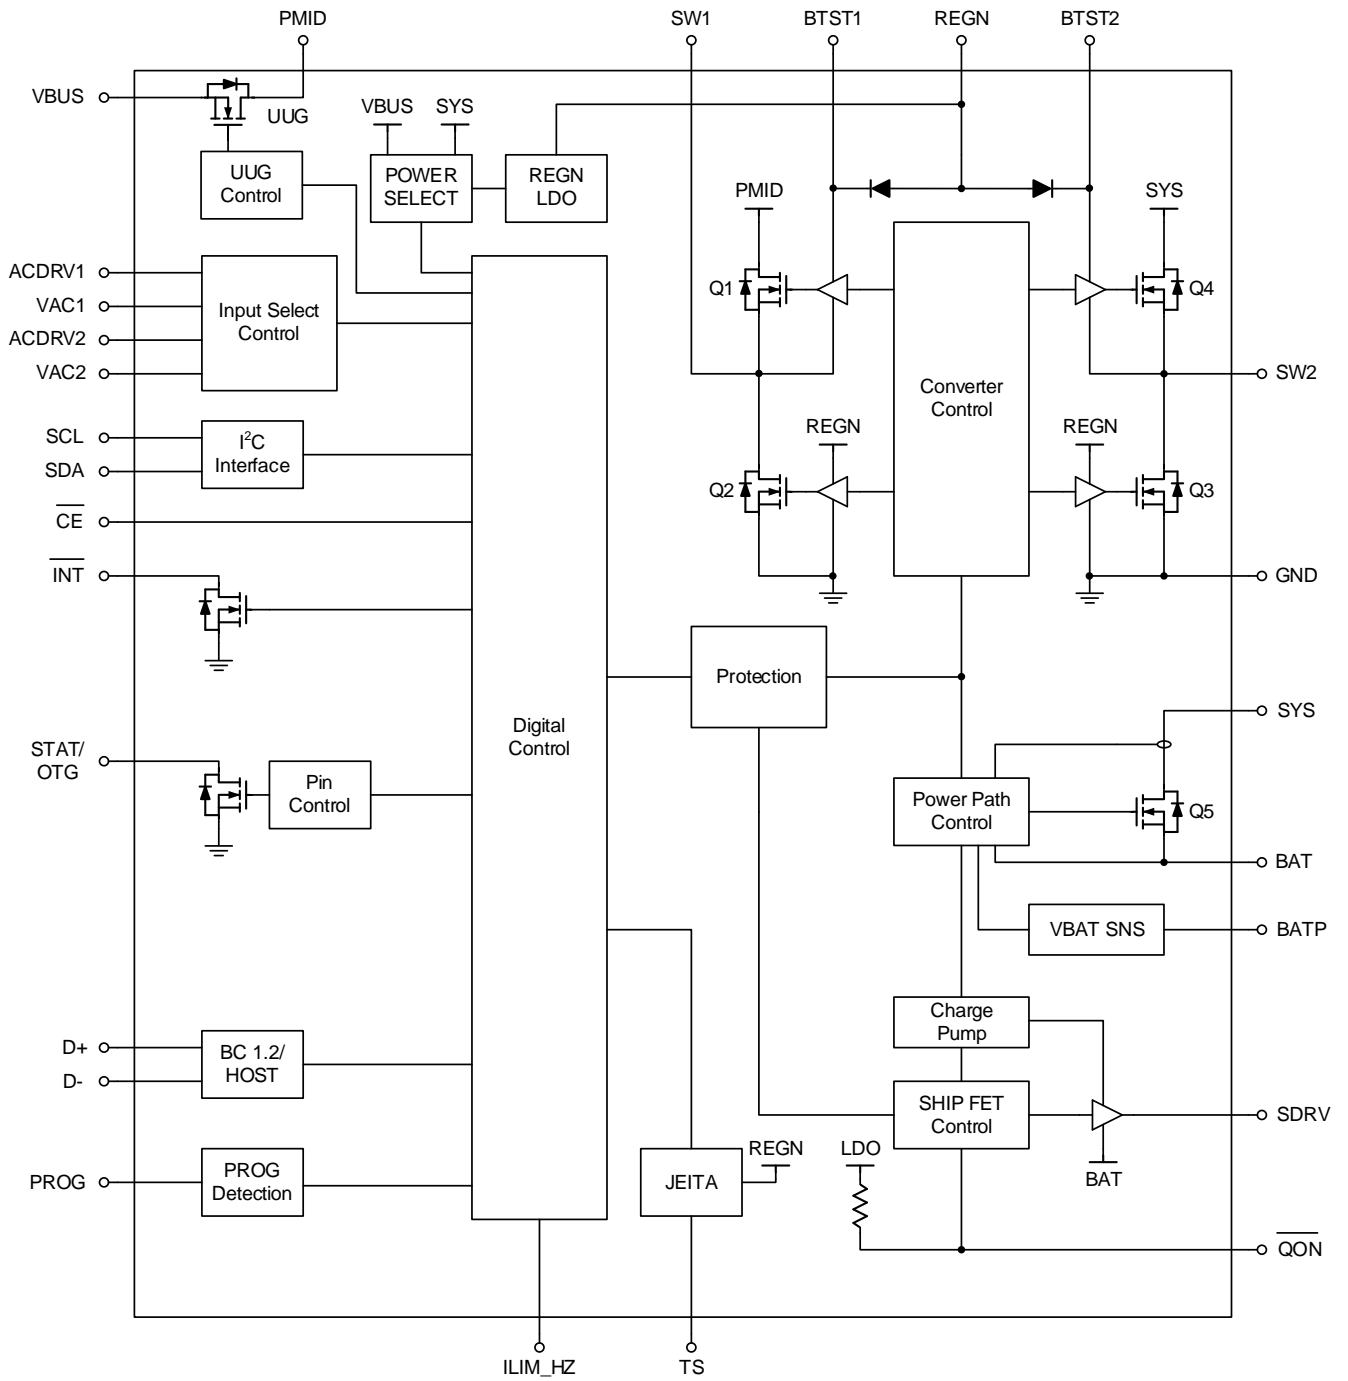 PMID
SW1
BTST1
REGN
BTST2
VBUS
UUG
VBUS
SYS
UUG
Control
POWER
SELECT
REGN
LDO
PMID
SYS
ACDRV1
VAC1
ACDRV2
VAC2
Input Select
Control
Q1
Q4
Converter
Control
SW2
SCL
SDA
I²C
Interface
REGN
REGN
Q2
Q3
CE
INT
GND
Protection
Digital
Control
SYS
STAT/
OTG
Pin
Control
Power Path
Control
Q5
BAT
VBAT SNS
BATP
Charge
Pump
D+
D-
BC 1.2/
HOST
SHIP FET
Control
SDRV
BAT
PROG
PROG
Detection
JEITA
REGN
LDO
QON
ILIM_HZ
TS